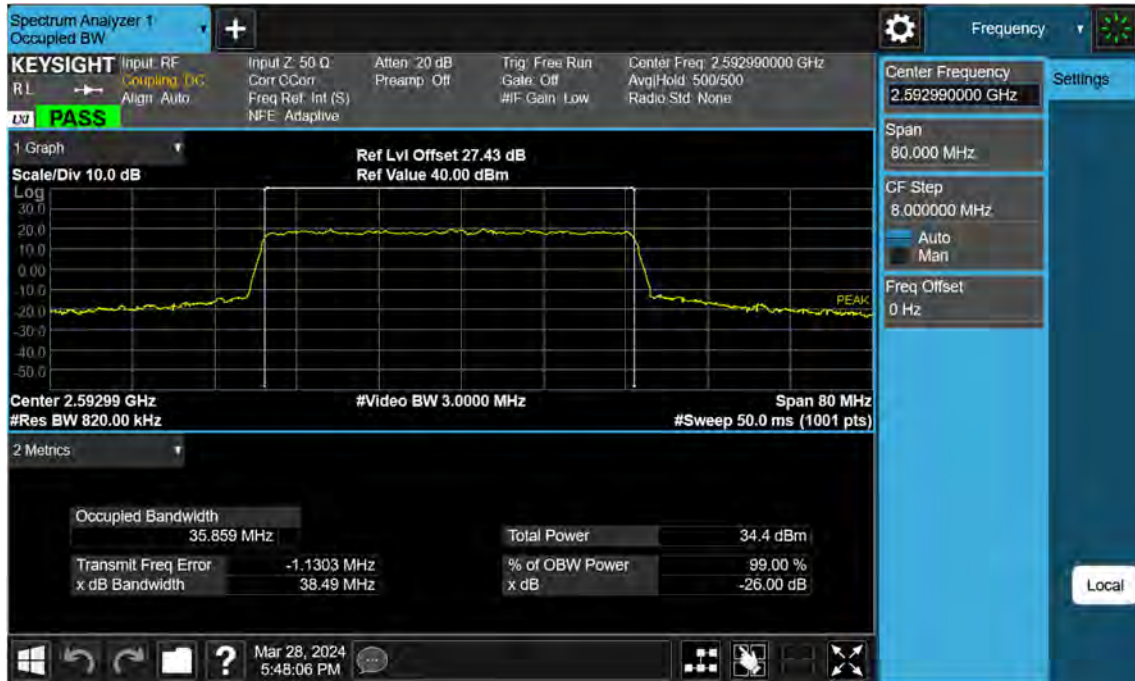 Spectrum Analyzer 1
Occupied BW
+
Frequency
KEYSIGHT Input: RF Input Z: 50 Ω Atten: 20 dB Trig: Free Run Center Freq: 2.592990000 GHz
RL Coupling: DC Corr CCorr Preamp: Off Gate: Off Avg|Hold: 500/500
Align: Auto Freq Ref: Int (S) #IF Gain: Low Radio Std: None
LXI PASS NFE: Adaptive
Center Frequency
2.592990000 GHz
Settings
Span
80.000 MHz
CF Step
8.000000 MHz
Auto
Man
Freq Offset
0 Hz
1 Graph
Ref Lvl Offset 27.43 dB
Scale/Div 10.0 dB Ref Value 40.00 dBm
Log
30.0
20.0
10.0
0.00
-10.0
-20.0
-30.0
-40.0
-50.0
PEAK
Center 2.59299 GHz #Video BW 3.0000 MHz Span 80 MHz
#Res BW 820.00 kHz #Sweep 50.0 ms (1001 pts)
2 Metrics
Occupied Bandwidth
35.859 MHz Total Power 34.4 dBm
Transmit Freq Error -1.1303 MHz % of OBW Power 99.00 %
x dB Bandwidth 38.49 MHz x dB -26.00 dB
Local
?
Mar 28, 2024
5:48:06 PM